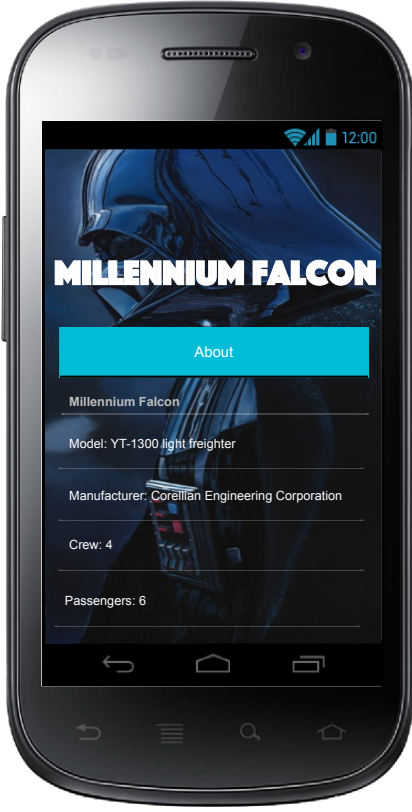 12:00
MILLENNIUM FALCON
About
Millennium Falcon
Model: YT-1300 light freighter
Manufacturer: Corellian Engineering Corporation
Crew: 4
Passengers: 6